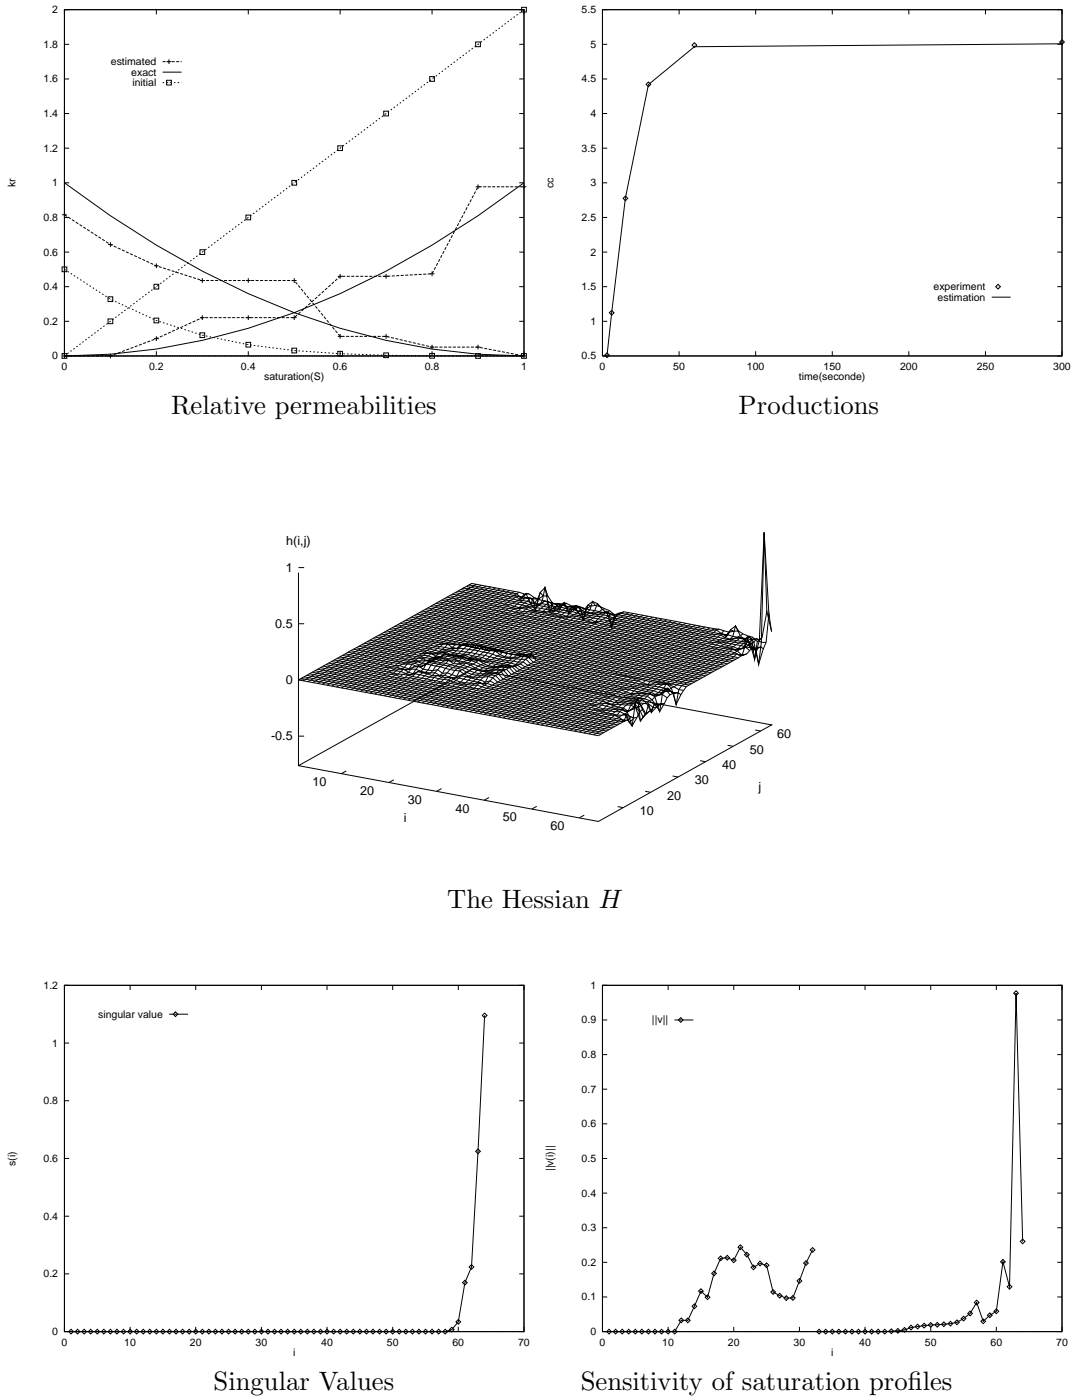 2
1.8
1.6
1.4
1.2
1
0.8
0.6
0.4
0.2
0
kr
estimated
exact
initial
0 0.2 0.4 0.6 0.8 1
saturation(S)
Relative permeabilities
5.5
5
4.5
4
3.5
3
2.5
2
1.5
1
0.5
cc
experiment
estimation
0 50 100 150 200 250 300
time(seconde)
Productions
h(i,j)
1
0.5
0
-0.5
10 20 30 40 50 60
i
10 20 30 40 50 60
j
The Hessian H
1.2
1
0.8
0.6
0.4
0.2
0
s(i)
singular value
0 10 20 30 40 50 60 70
i
Singular Values
1
0.9
0.8
0.7
0.6
0.5
0.4
0.3
0.2
0.1
0
||v(i)||
||v||
0 10 20 30 40 50 60 70
i
Sensitivity of saturation profiles